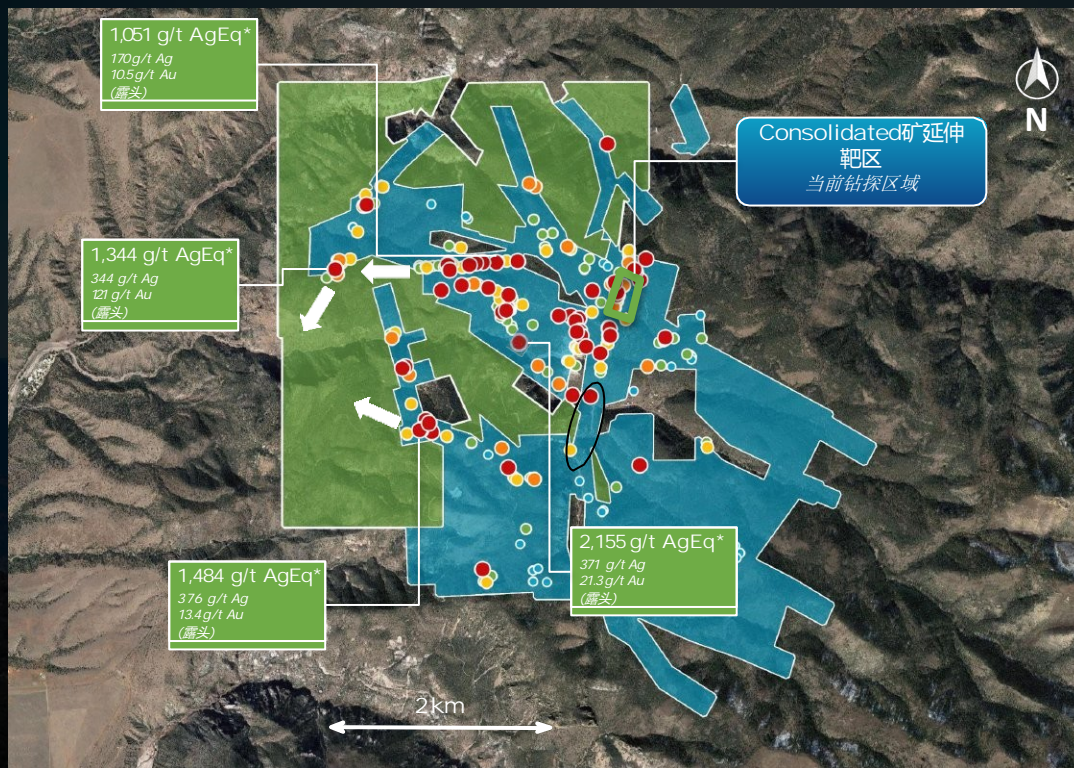 1,051 g/t AgEq*
170g/t Ag
10.5g/t Au
(露头)
N
Consolidated矿延伸
靶区
当前钻探区域
1,344 g/t AgEq*
344 g/t Ag
121 g/t Au
(露头)
2,155 g/t AgEq*
371 g/t Ag
21.3g/t Au
(露头)
1,484 g/t AgEq*
376 g/t Ag
13.4g/t Au
(露头)
2km